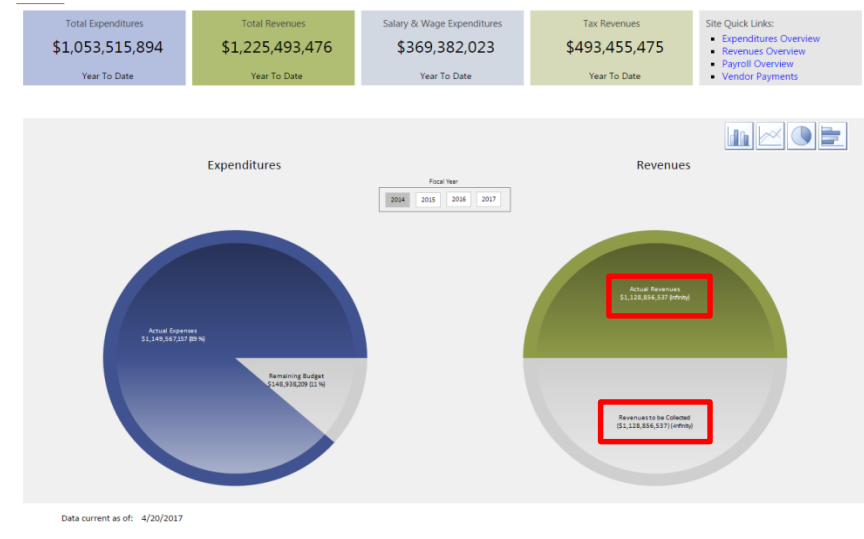 Total Expenditures
$1,053,515,894
Year To Date
Total Revenues
$1,225,493,476
Year To Date
Salary & Wage Expenditures
$369,382,023
Year To Date
Tax Revenues
$493,455,475
Year To Date
Site Quick Links:
Expenditures Overview
Revenues Overview
Payroll Overview
Vendor Payments
Expenditures
Revenues
Fiscal Year
2014 2015 2016 2017
Actual Expenses
$1,149,567,157 (89 %)
Remaining Budget
$148,938,209 (11 %)
Actual Revenues
$1,128,856,537 (Infinity)
Revenues to be Collected
($1,128,856,537) (-Infinity)
Data current as of: 4/20/2017